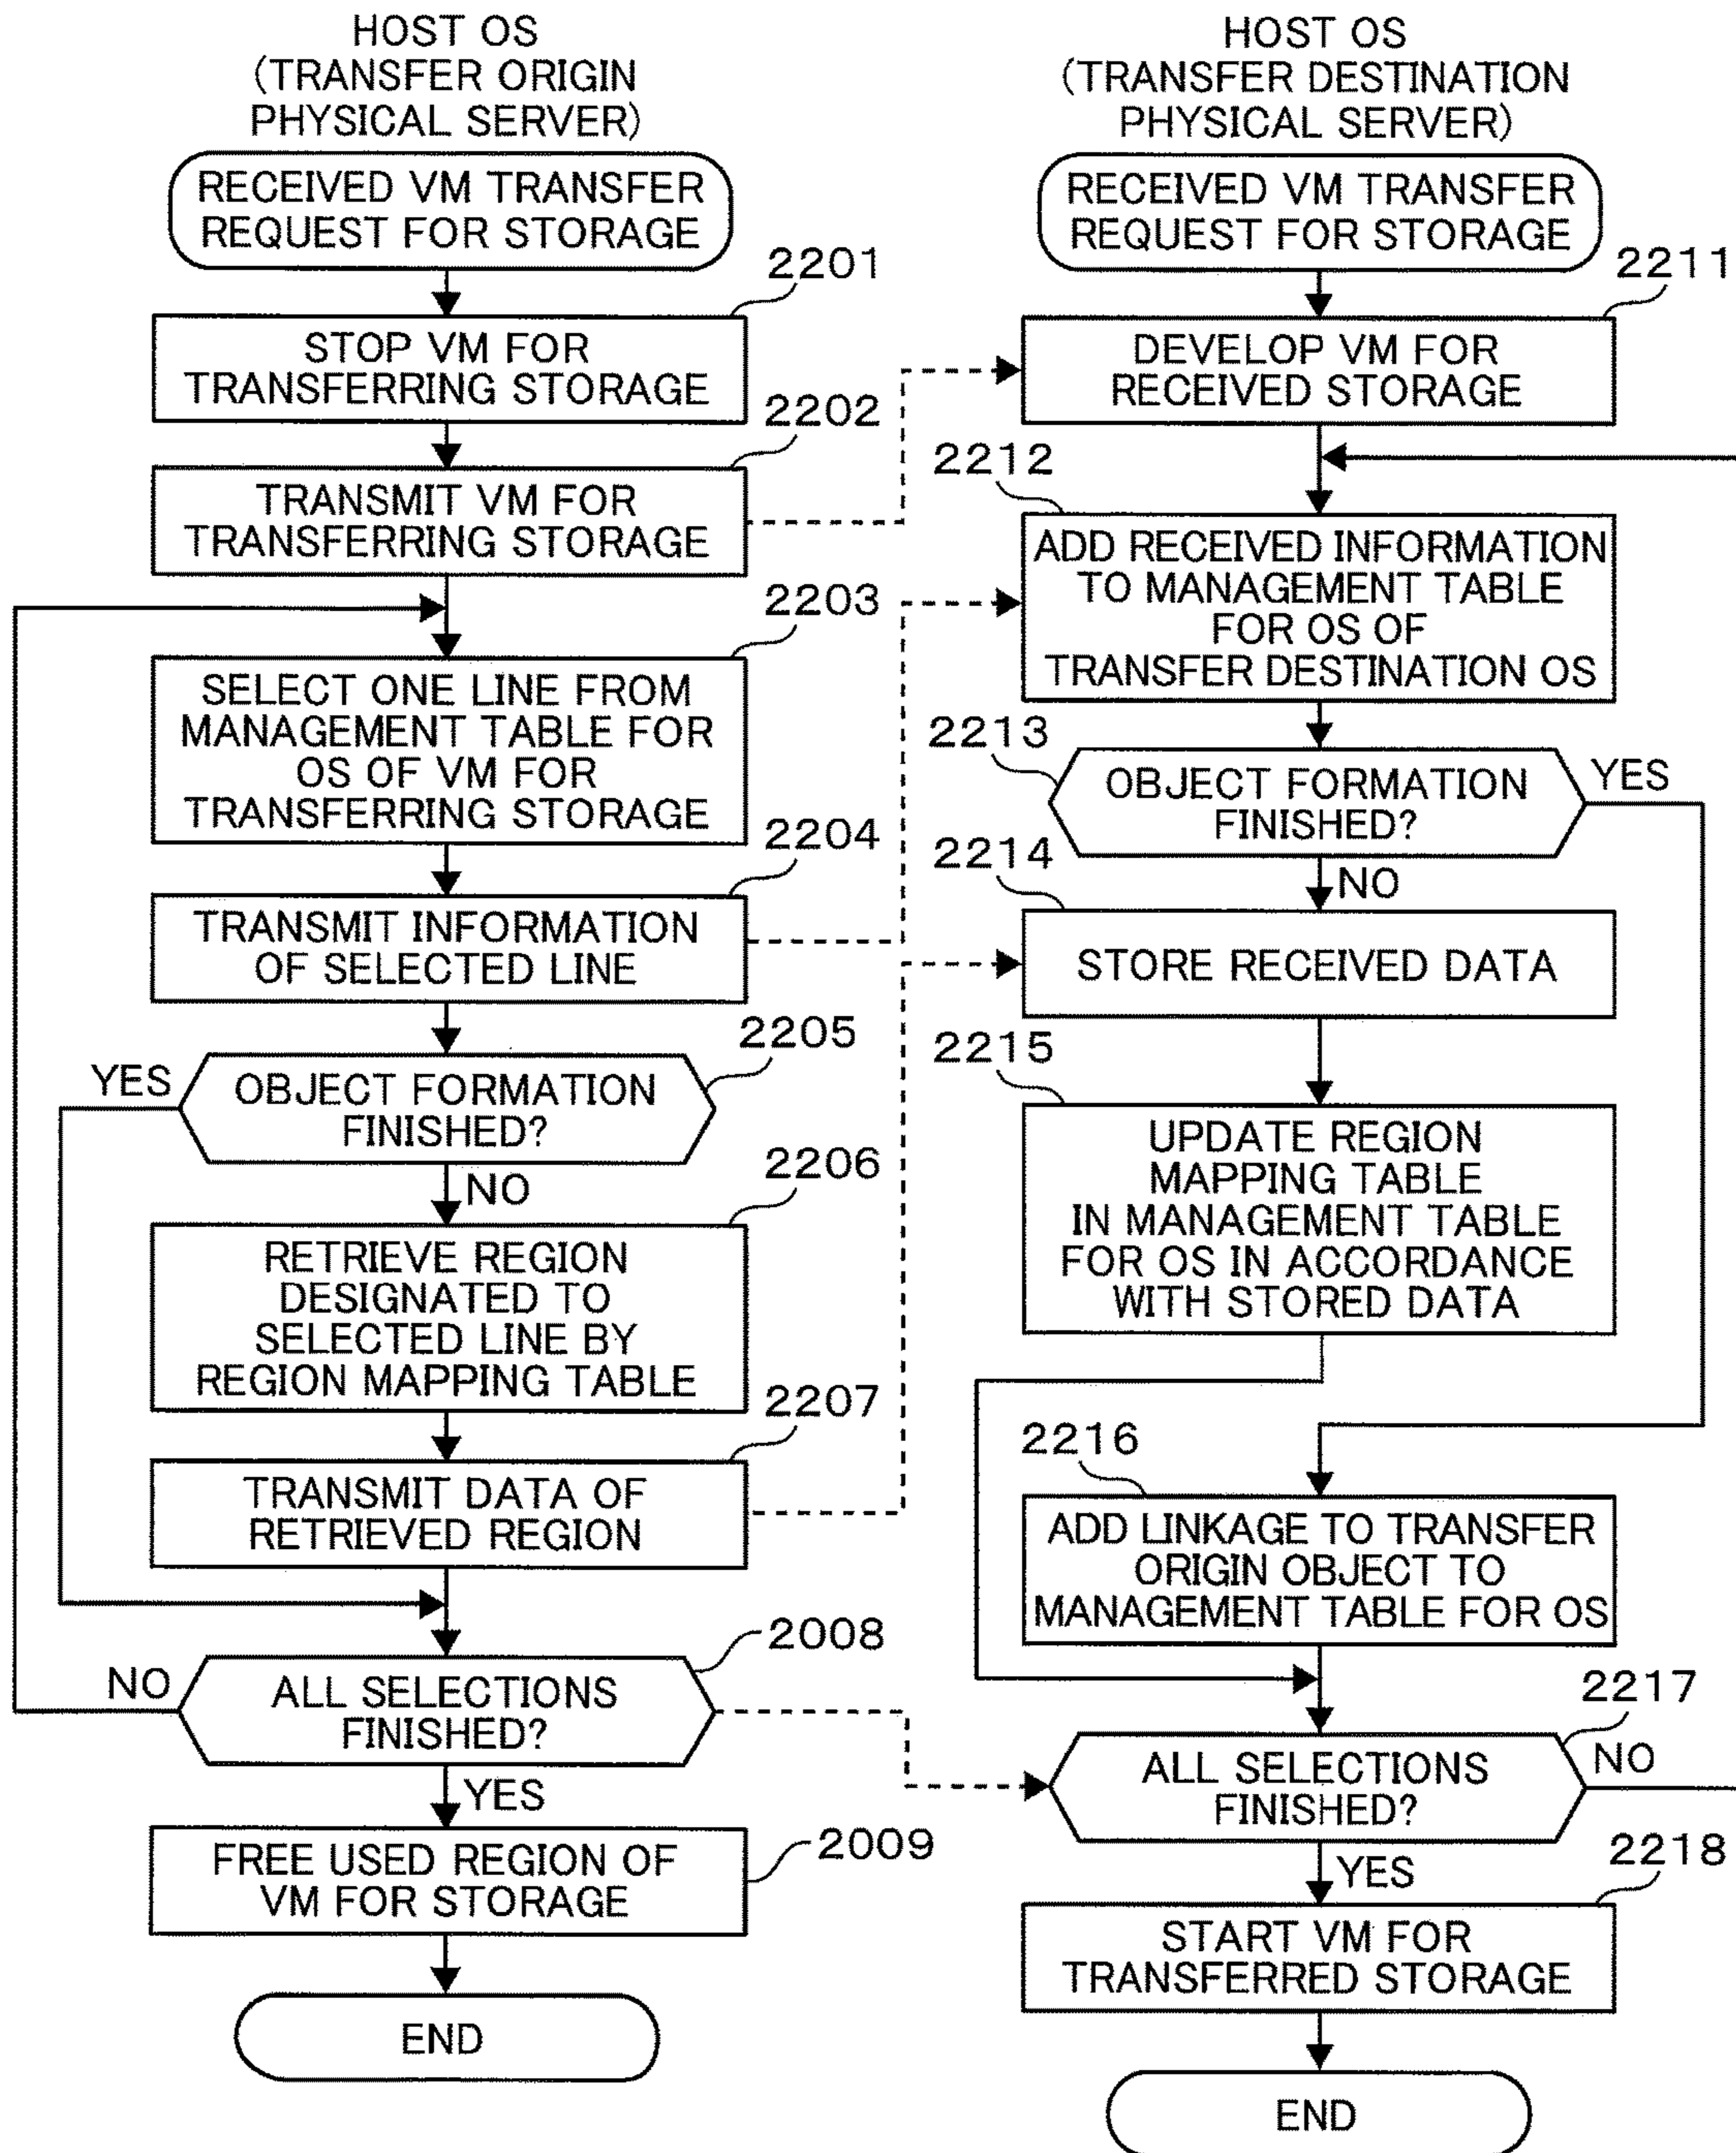 HOST OS
(TRANSFER ORIGIN
PHYSICAL SERVER)
RECEIVED VM TRANSFER
REQUEST FOR STORAGE
2201
STOP VM FOR
TRANSFERRING STORAGE
2202
TRANSMIT VM FOR
TRANSFERRING STORAGE
2203
SELECT ONE LINE FROM
MANAGEMENT TABLE FOR
OS OF VM FOR
TRANSFERRING STORAGE
2204
TRANSMIT INFORMATION
OF SELECTED LINE
2205
YES
OBJECT FORMATION
FINISHED?
NO
2206
RETRIEVE REGION
DESIGNATED TO
SELECTED LINE BY
REGION MAPPING TABLE
2207
TRANSMIT DATA OF
RETRIEVED REGION
2008
NO
ALL SELECTIONS
FINISHED?
YES
2009
FREE USED REGION OF
VM FOR STORAGE
END
HOST OS
(TRANSFER DESTINATION
PHYSICAL SERVER)
RECEIVED VM TRANSFER
REQUEST FOR STORAGE
2211
DEVELOP VM FOR
RECEIVED STORAGE
2212
ADD RECEIVED INFORMATION
TO MANAGEMENT TABLE
FOR OS OF
TRANSFER DESTINATION OS
2213
OBJECT FORMATION
FINISHED?
YES
NO
2214
STORE RECEIVED DATA
2215
UPDATE REGION
MAPPING TABLE
IN MANAGEMENT TABLE
FOR OS IN ACCORDANCE
WITH STORED DATA
2216
ADD LINKAGE TO TRANSFER
ORIGIN OBJECT TO
MANAGEMENT TABLE FOR OS
2217
ALL SELECTIONS
FINISHED?
NO
YES
2218
START VM FOR
TRANSFERRED STORAGE
END